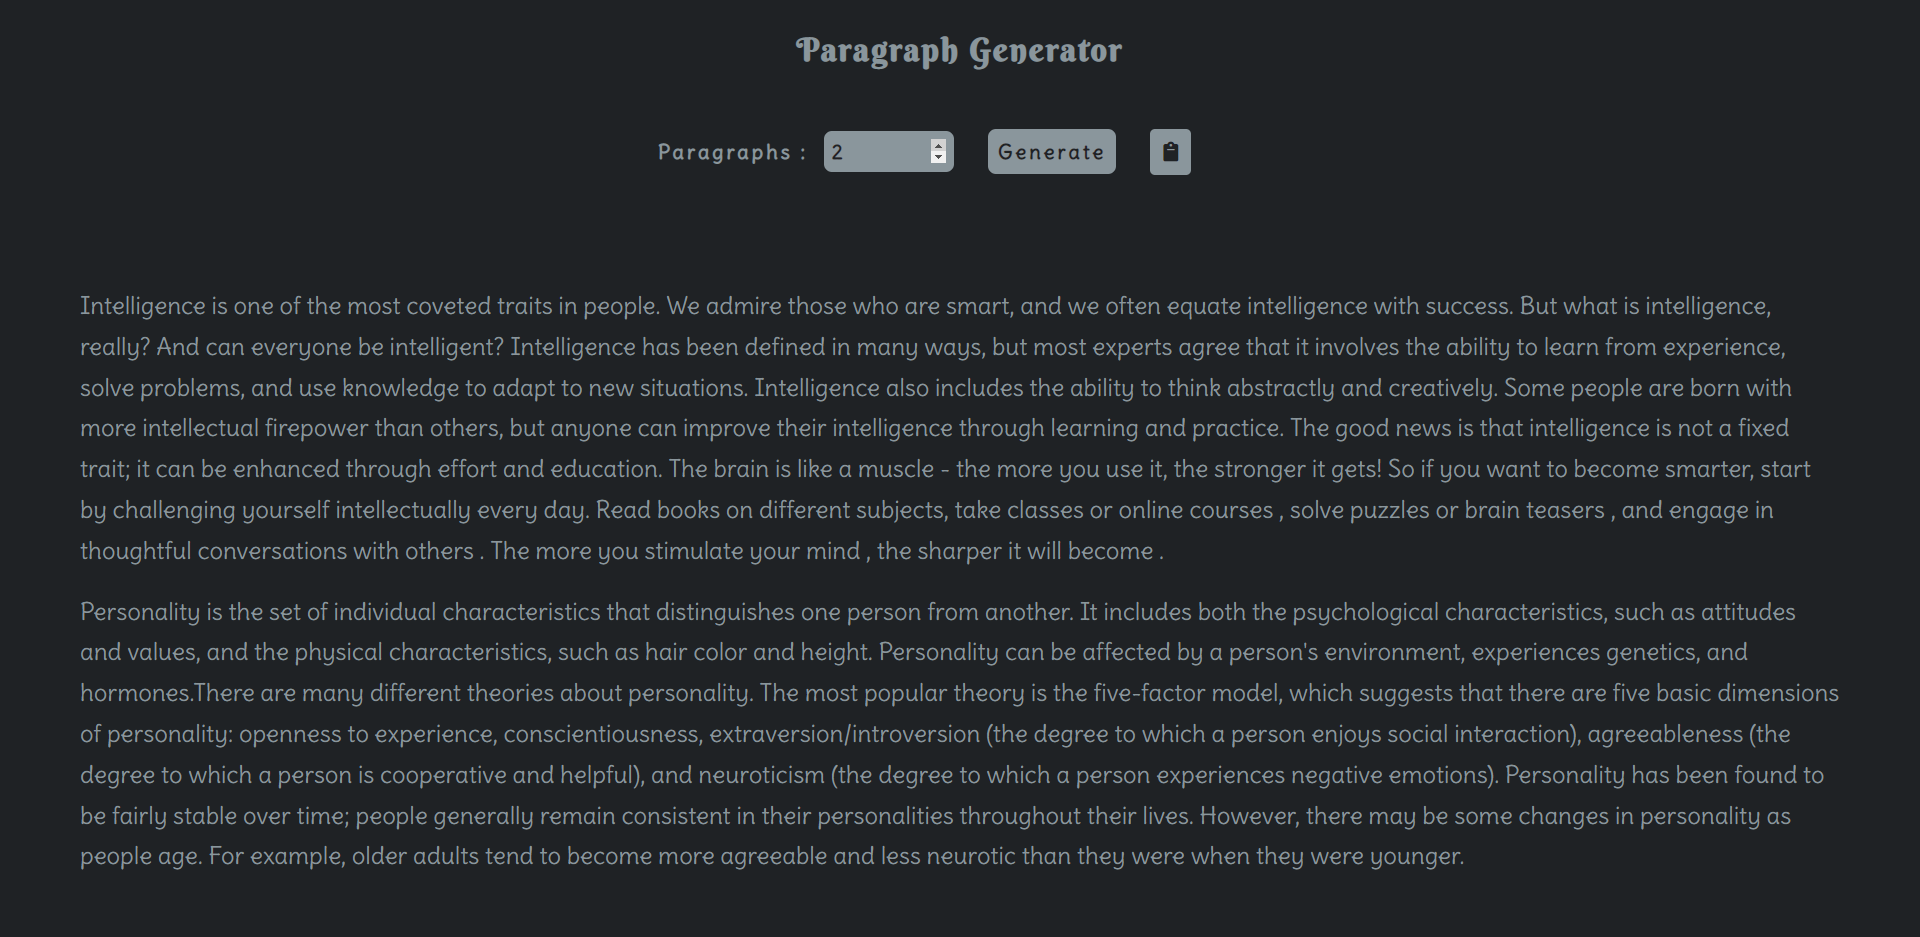 Paragraph Generator
Paragraphs : 2 Generate
Intelligence is one of the most coveted traits in people. We admire those who are smart, and we often equate intelligence with success. But what is intelligence,
really? And can everyone be intelligent? Intelligence has been defined in many ways, but most experts agree that it involves the ability to learn from experience,
solve problems, and use knowledge to adapt to new situations. Intelligence also includes the ability to think abstractly and creatively. Some people are born with
more intellectual firepower than others, but anyone can improve their intelligence through learning and practice. The good news is that intelligence is not a fixed
trait; it can be enhanced through effort and education. The brain is like a muscle - the more you use it, the stronger it gets! So if you want to become smarter, start
by challenging yourself intellectually every day. Read books on different subjects, take classes or online courses , solve puzzles or brain teasers , and engage in
thoughtful conversations with others . The more you stimulate your mind , the sharper it will become .
Personality is the set of individual characteristics that distinguishes one person from another. It includes both the psychological characteristics, such as attitudes
and values, and the physical characteristics, such as hair color and height. Personality can be affected by a person's environment, experiences genetics, and
hormones.There are many different theories about personality. The most popular theory is the five-factor model, which suggests that there are five basic dimensions
of personality: openness to experience, conscientiousness, extraversion/introversion (the degree to which a person enjoys social interaction), agreeableness (the
degree to which a person is cooperative and helpful), and neuroticism (the degree to which a person experiences negative emotions). Personality has been found to
be fairly stable over time; people generally remain consistent in their personalities throughout their lives. However, there may be some changes in personality as
people age. For example, older adults tend to become more agreeable and less neurotic than they were when they were younger.